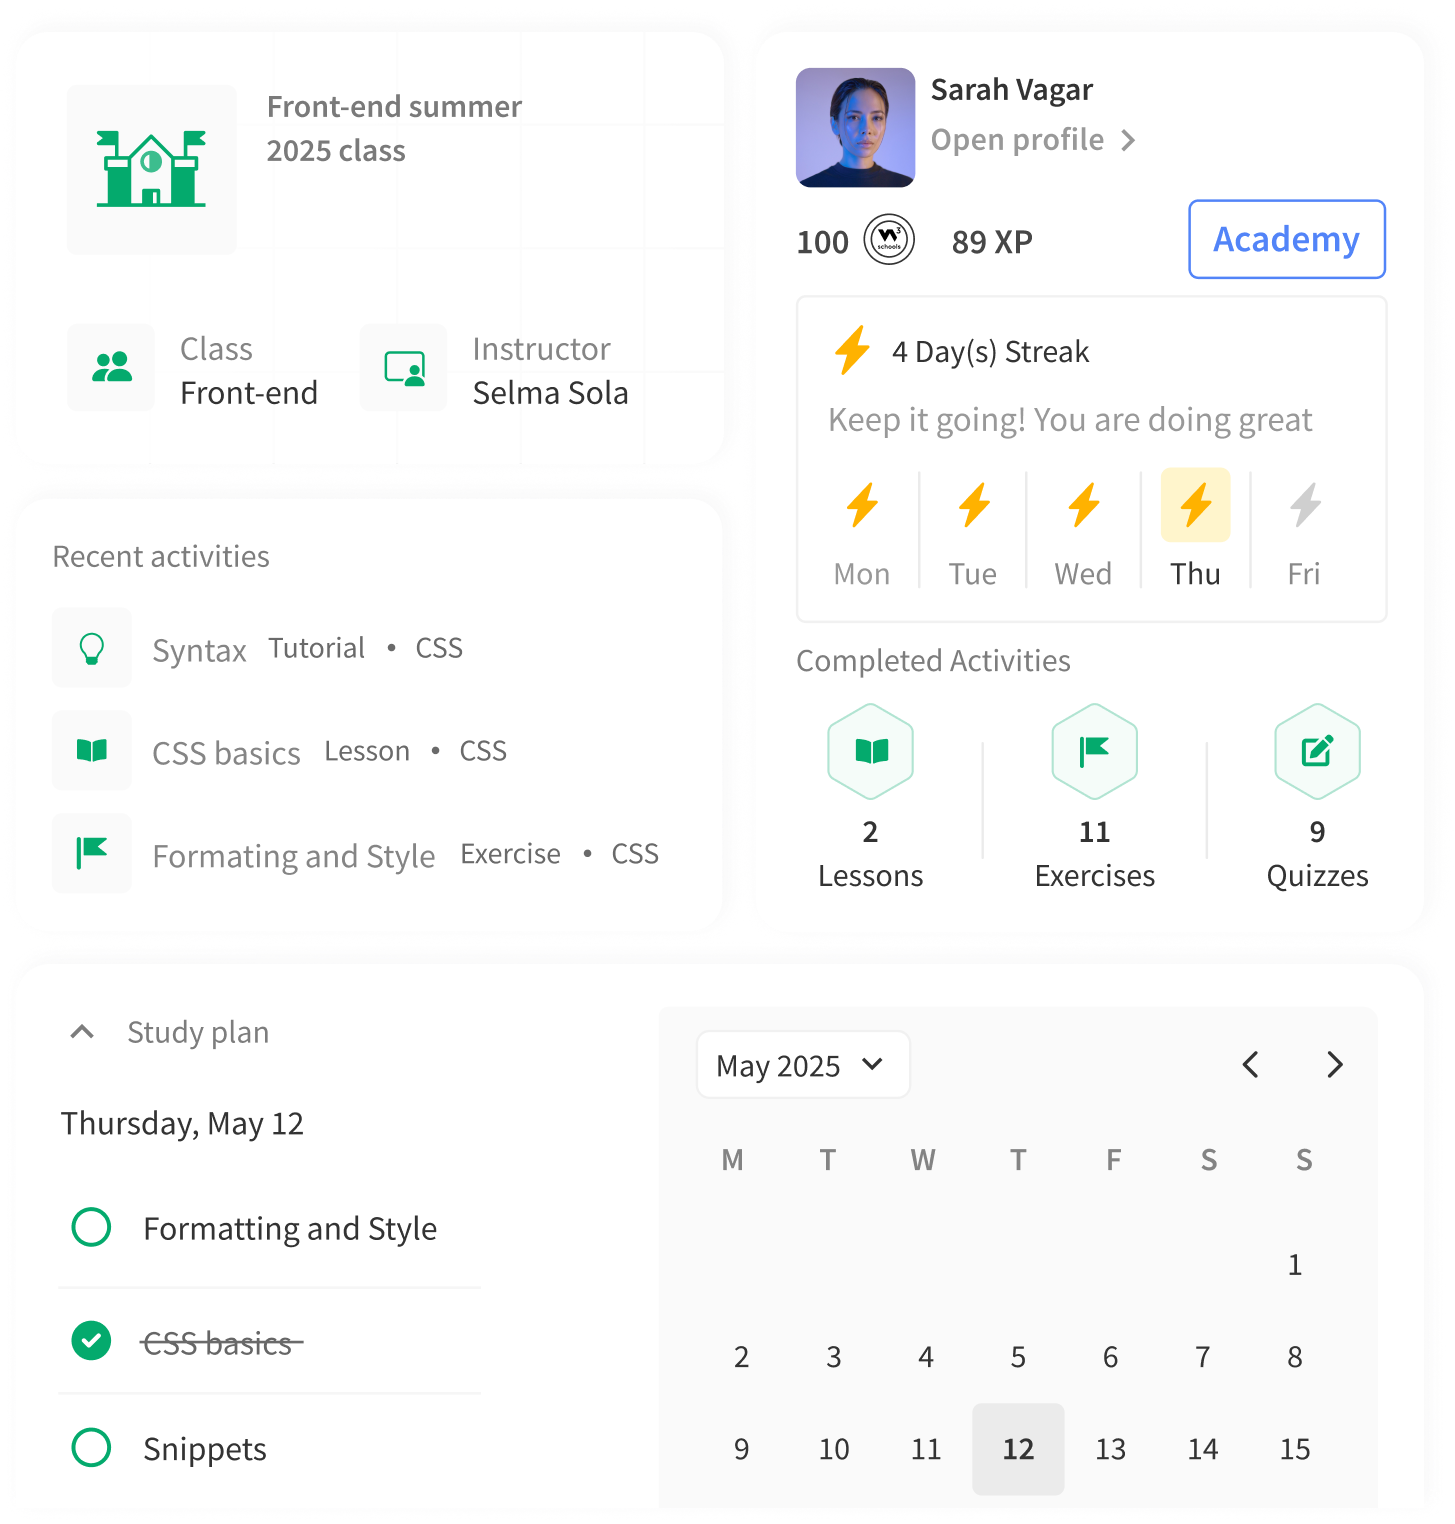 Front-end summer
2025 class
Class
Front-end
Instructor
Selma Sola
Sarah Vagar
Open profile
100
W3 schools
89 XP
Academy
4 Day(s) Streak
Keep it going! You are doing great
Mon Tue Wed Thu Fri
Completed Activities
2 11 9
Lessons Exercises Quizzes
Recent activities
Syntax Tutorial • CSS
CSS basics Lesson • CSS
Formating and Style Exercise • CSS
Study plan
Thursday, May 12
Formatting and Style
CSS basics
Snippets
May 2025
M T W T F S S
1
2 3 4 5 6 7 8
9 10 11 12 13 14 15